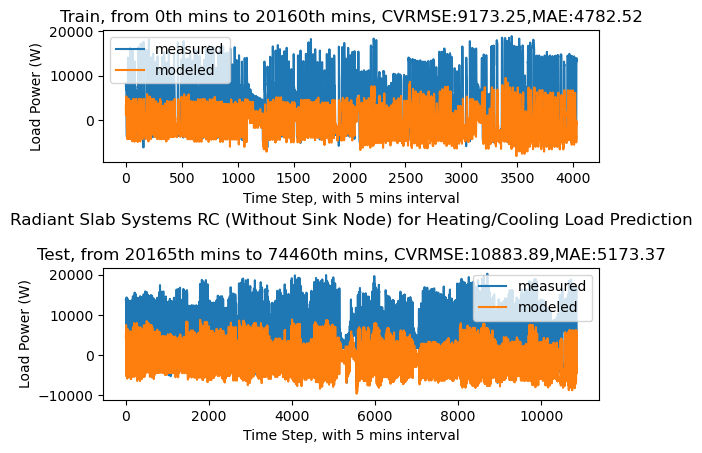 Train, from 0th mins to 20160th mins, CVRMSE:9173.25,MAE:4782.52
20000
10000
0
Load Power (W)
measured
modeled
0 500 1000 1500 2000 2500 3000 3500 4000
Time Step, with 5 mins interval
Radiant Slab Systems RC (Without Sink Node) for Heating/Cooling Load Prediction
Test, from 20165th mins to 74460th mins, CVRMSE:10883.89,MAE:5173.37
20000
10000
0
−10000
Load Power (W)
measured
modeled
0 2000 4000 6000 8000 10000
Time Step, with 5 mins interval